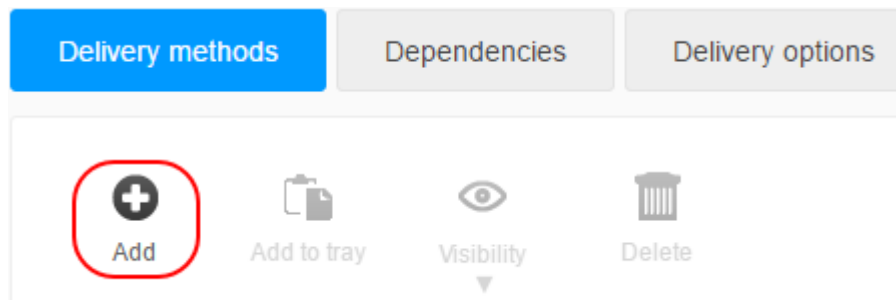 Delivery methods Dependencies Delivery options
Add Add to tray Visibility Delete